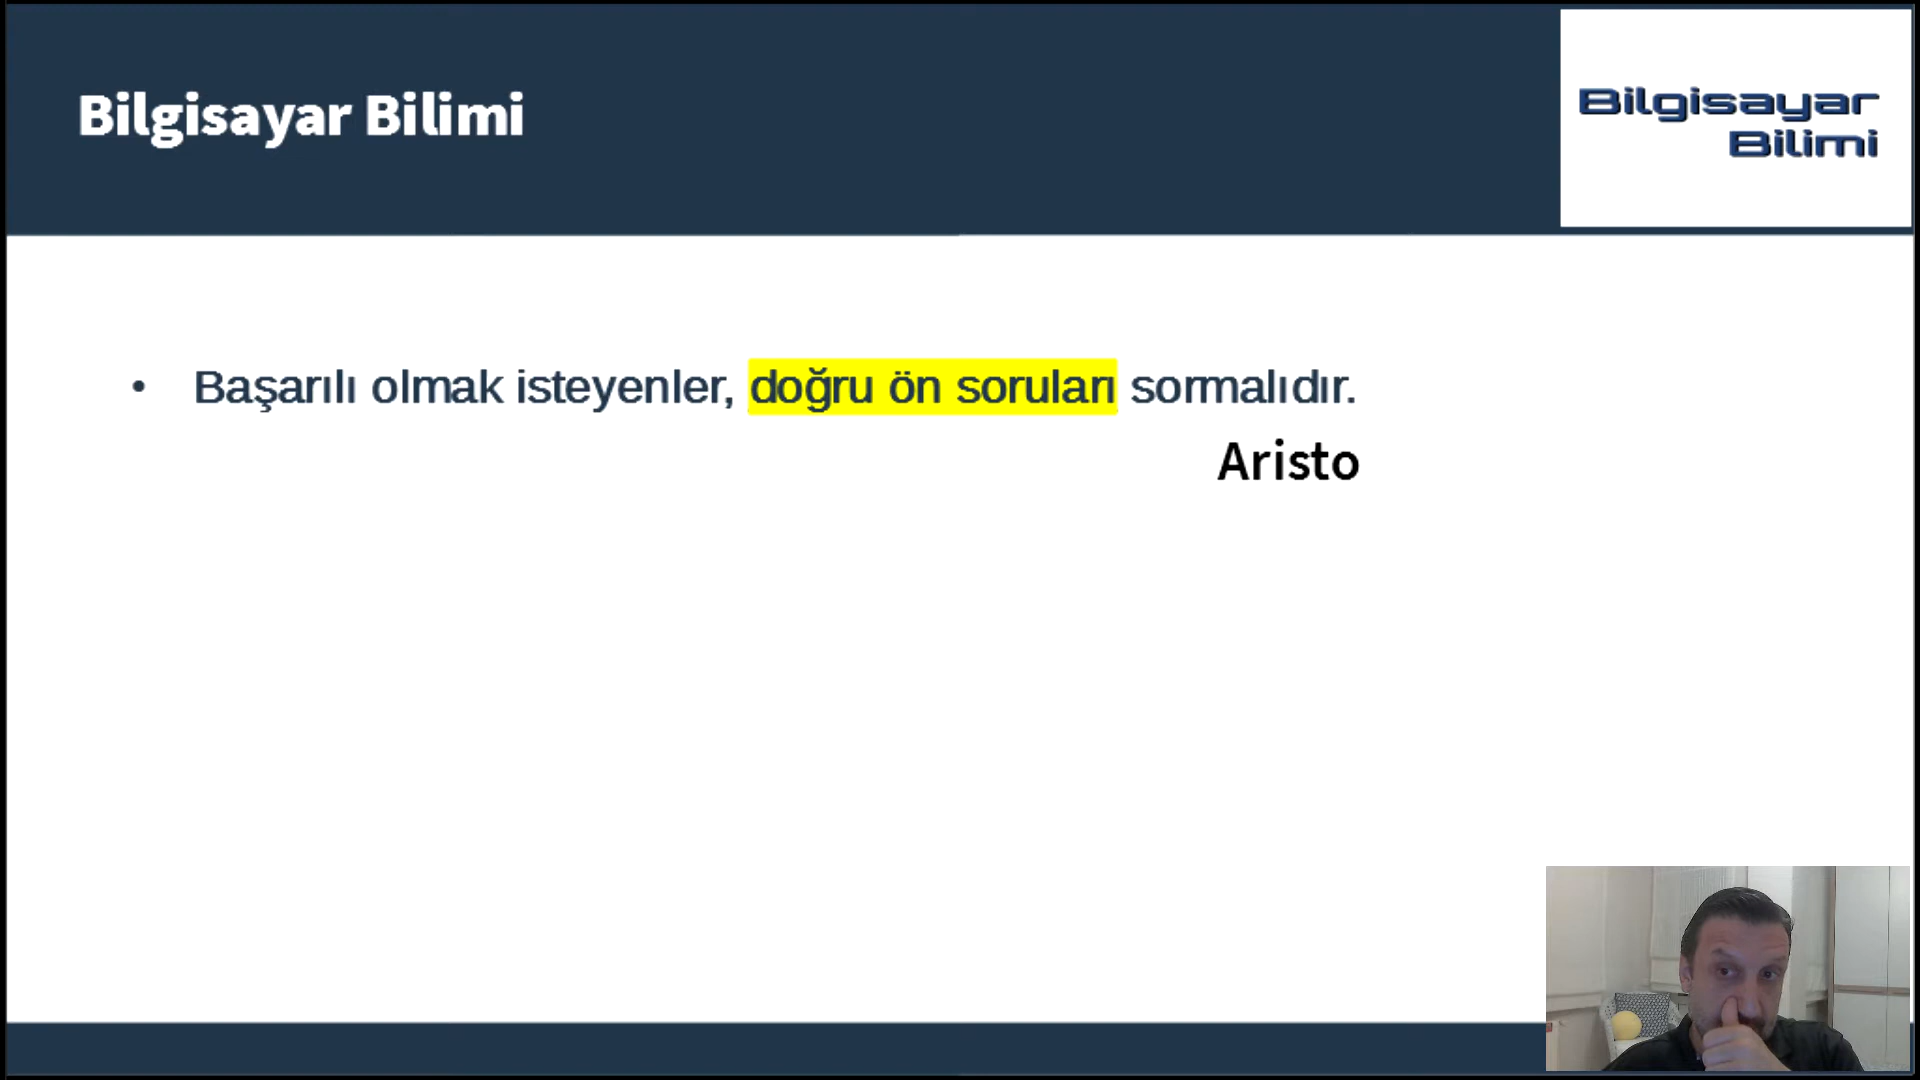 Bilgisayar Bilimi
Bilgisayar
Bilimi
• Başarılı olmak isteyenler, doğru ön soruları sormalıdır.
Aristo